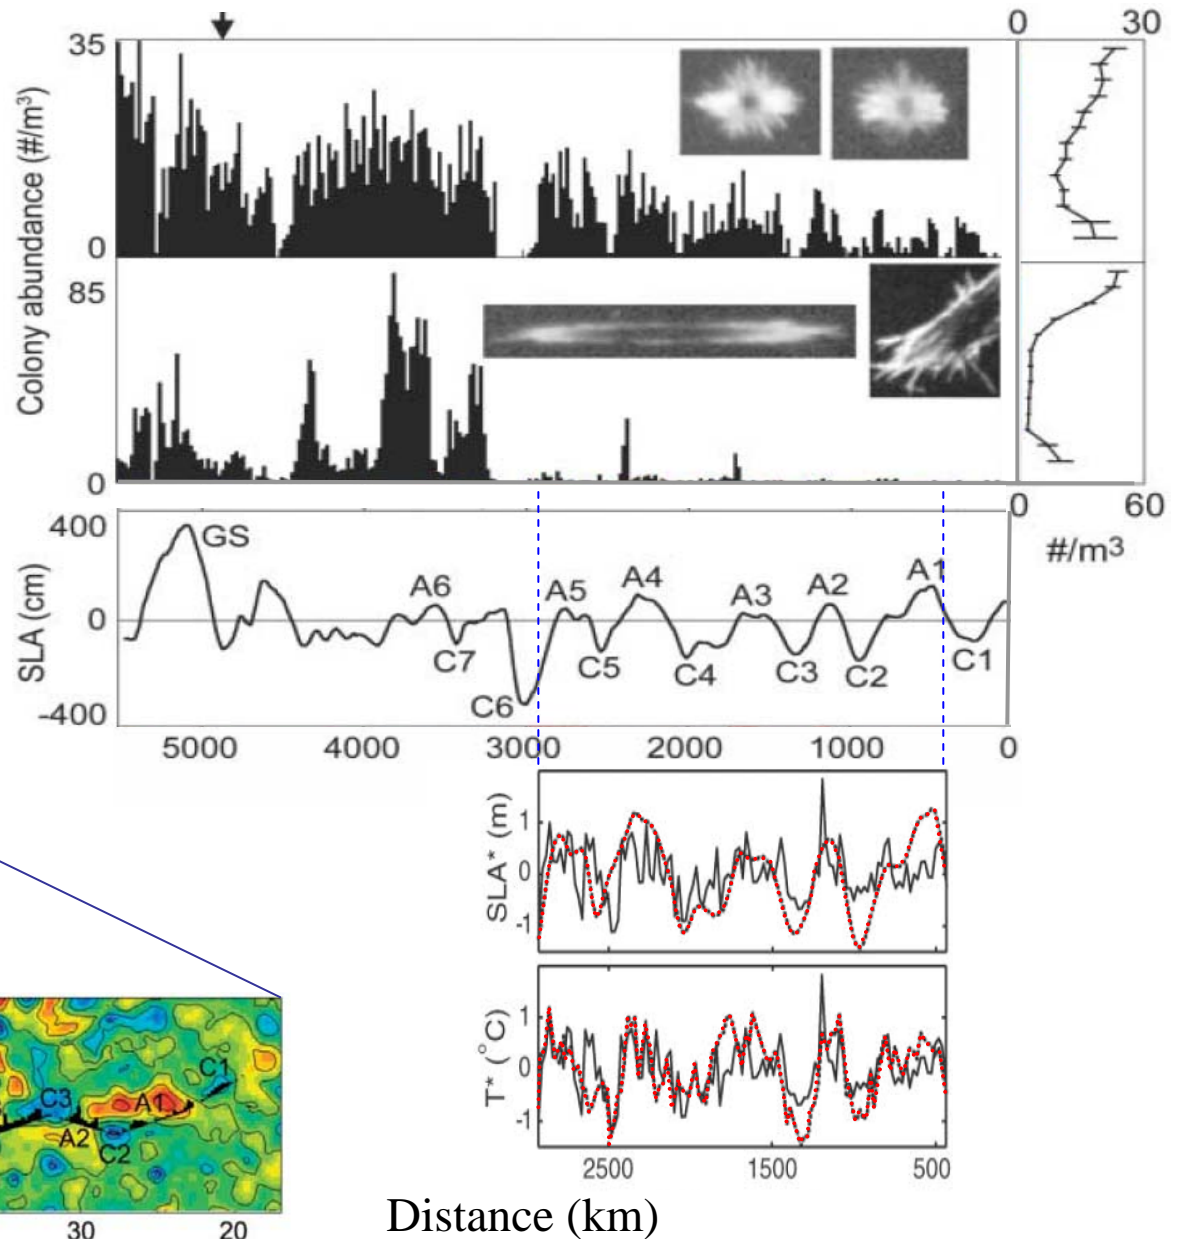 0 30
35
Colony abundance (#/m³)
0
85
0
0 60
#/m³
400
GS
A6 A5 A4 A3 A2 A1
SLA (cm)
0
C7 C5 C4 C3 C2 C1
C6
-400
5000 4000 3000 2000 1000 0
SLA* (m)
1
0
-1
T* (°C)
1
0
-1
2500 1500 500
C1
C3 A1
A2
C2
30 20
Distance (km)